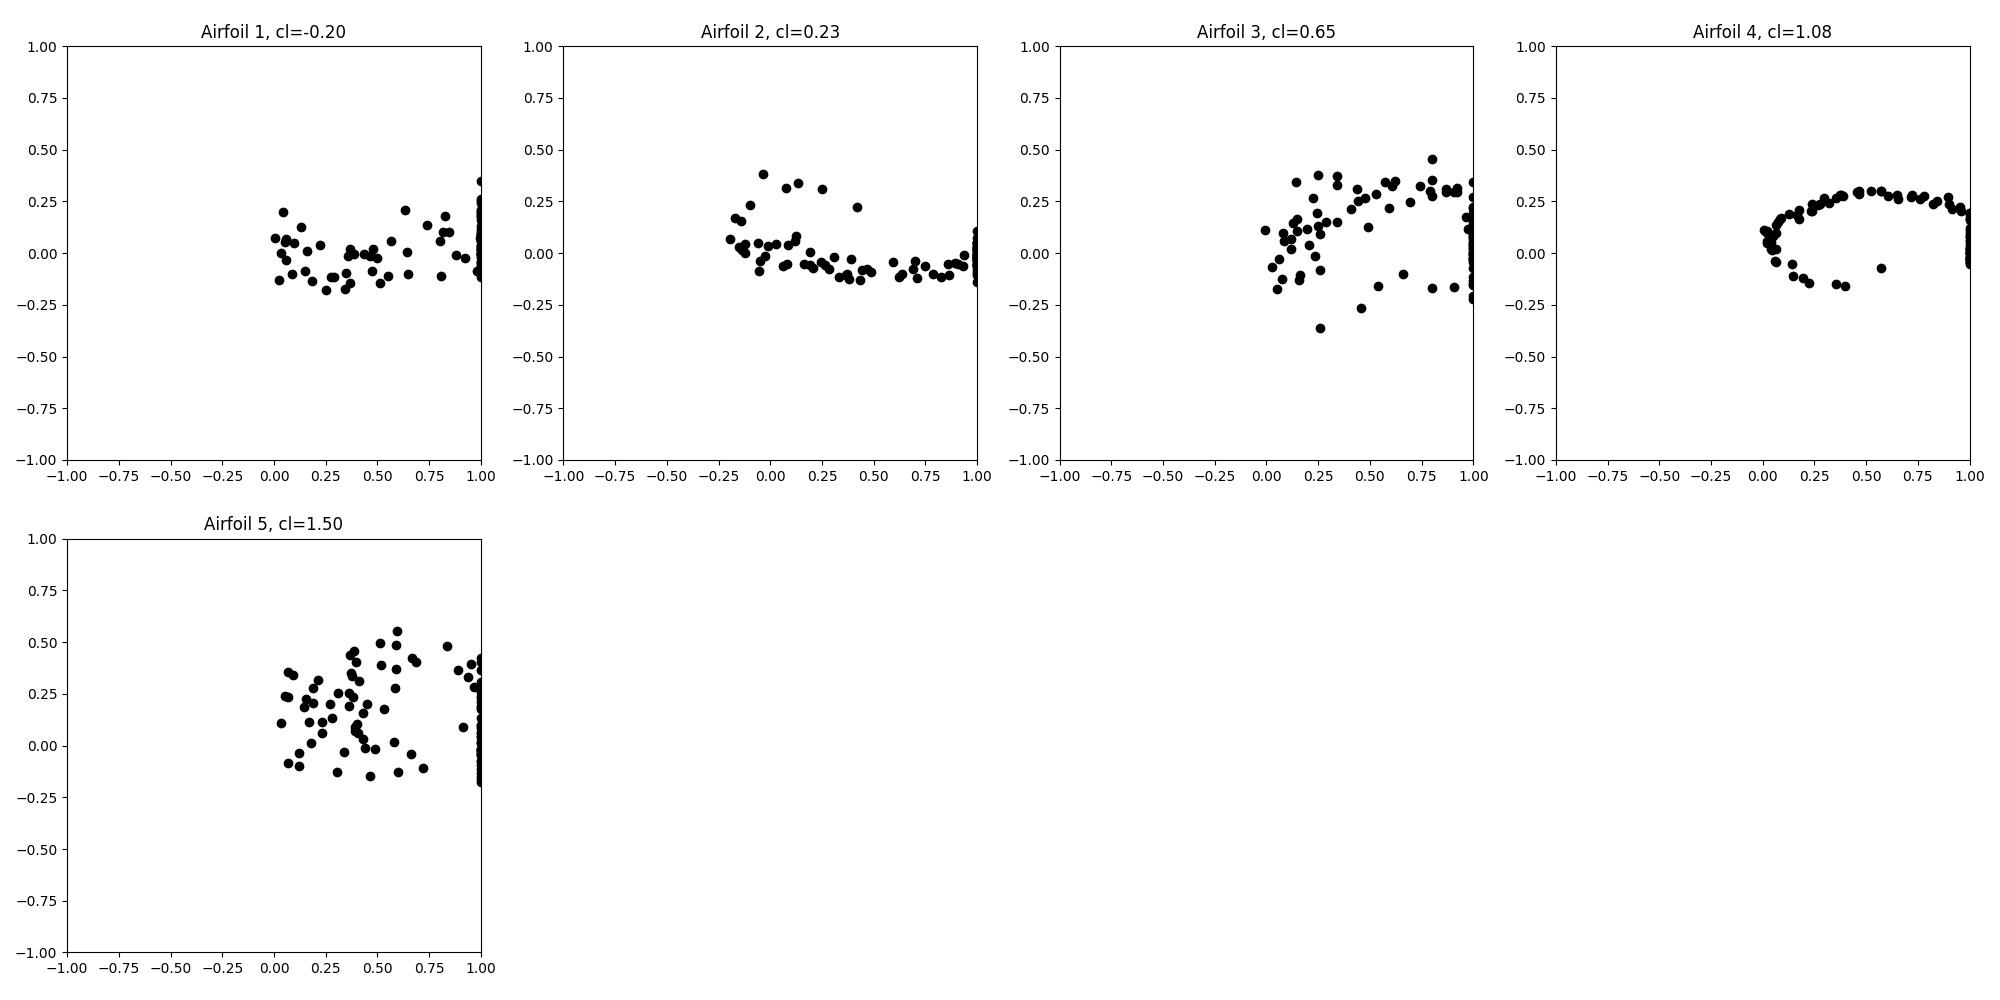 Airfoil 1, cl=-0.20
Airfoil 2, cl=0.23
Airfoil 3, cl=0.65
Airfoil 4, cl=1.08
1.00 1.00 1.00 1.00
0.75 0.75 0.75 0.75
0.50 0.50 0.50 0.50
0.25 0.25 0.25 0.25
0.00 0.00 0.00 0.00
−0.25 −0.25 −0.25 −0.25
−0.50 −0.50 −0.50 −0.50
−0.75 −0.75 −0.75 −0.75
−1.00 −1.00 −1.00 −1.00
−1.00 −0.75 −0.50 −0.25 0.00 0.25 0.50 0.75 1.00
−1.00 −0.75 −0.50 −0.25 0.00 0.25 0.50 0.75 1.00
−1.00 −0.75 −0.50 −0.25 0.00 0.25 0.50 0.75 1.00
−1.00 −0.75 −0.50 −0.25 0.00 0.25 0.50 0.75 1.00
Airfoil 5, cl=1.50
1.00
0.75
0.50
0.25
0.00
−0.25
−0.50
−0.75
−1.00
−1.00 −0.75 −0.50 −0.25 0.00 0.25 0.50 0.75 1.00